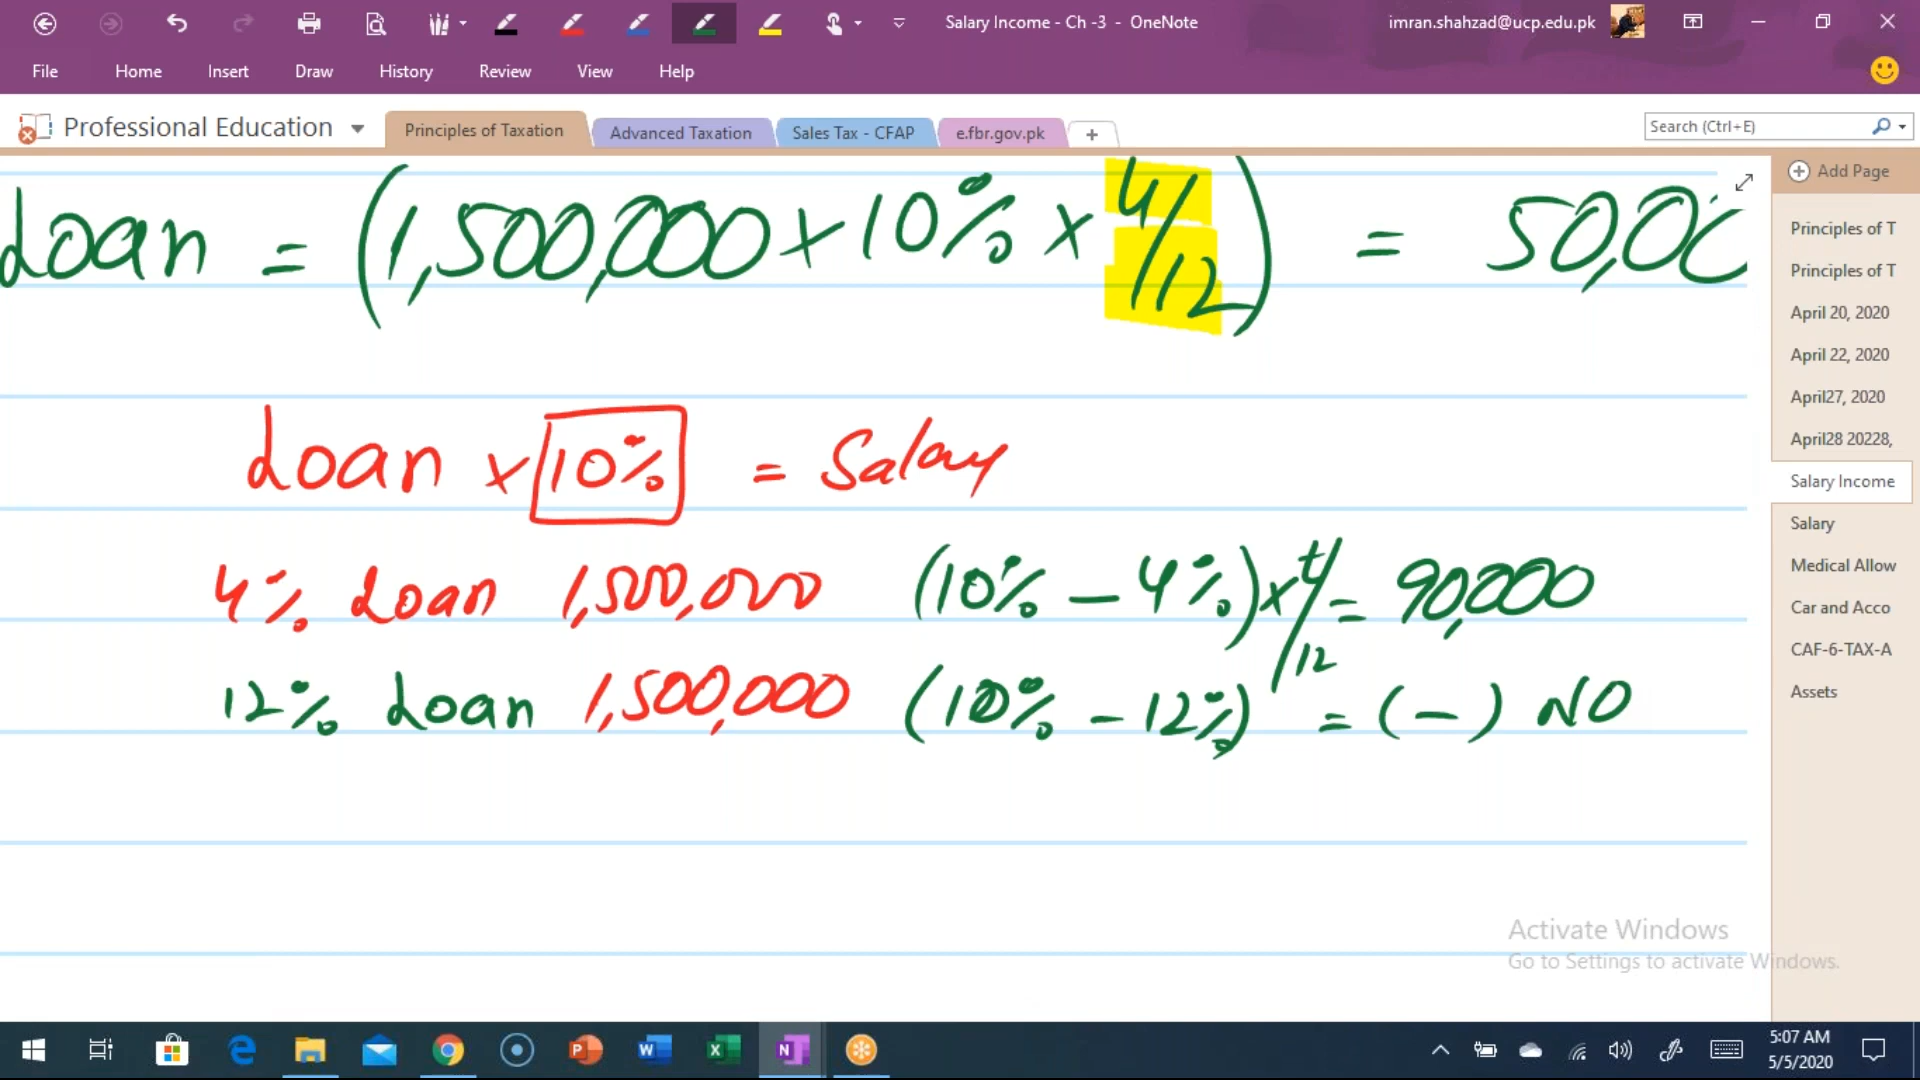 Salary Income - Ch -3 - OneNote
imran.shahzad@ucp.edu.pk
File Home Insert Draw History Review View Help
Professional Education
Principles of Taxation
Advanced Taxation
Sales Tax - CFAP
e.fbr.gov.pk
+
Search (Ctrl+E)
Loan = (1,500,000 x 10% x 4/12) = 50,00
Loan x 10% = Salary
4% Loan 1,500,000 (10% - 4%) x 4/12 = 90,000
12% Loan 1,500,000 (10% - 12%) = (-) NO
Add Page
Principles of T
Principles of T
April 20, 2020
April 22, 2020
April27, 2020
April28 20228,
Salary Income
Salary
Medical Allow
Car and Acco
CAF-6-TAX-A
Assets
Activate Windows
Go to Settings to activate Windows.
5:07 AM
5/5/2020